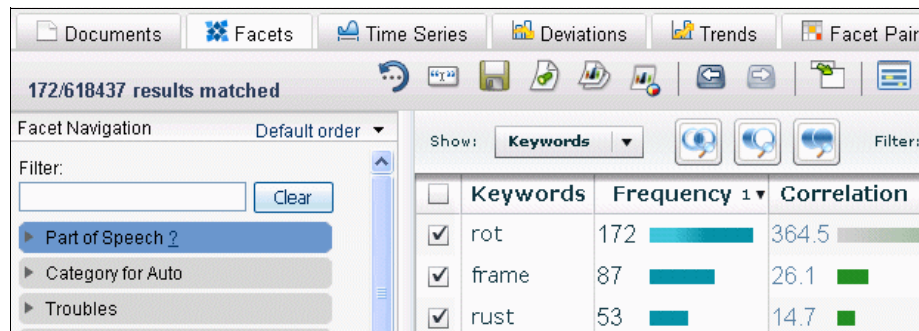 Documents Facets Time Series Deviations Trends Facet Pair
172/618437 results matched
Facet Navigation Default order
Show: Keywords Filter:
Filter:
Clear
Keywords Frequency 1 Correlation
Part of Speech ?
rot 172 364.5
Category for Auto
frame 87 26.1
Troubles
rust 53 14.7